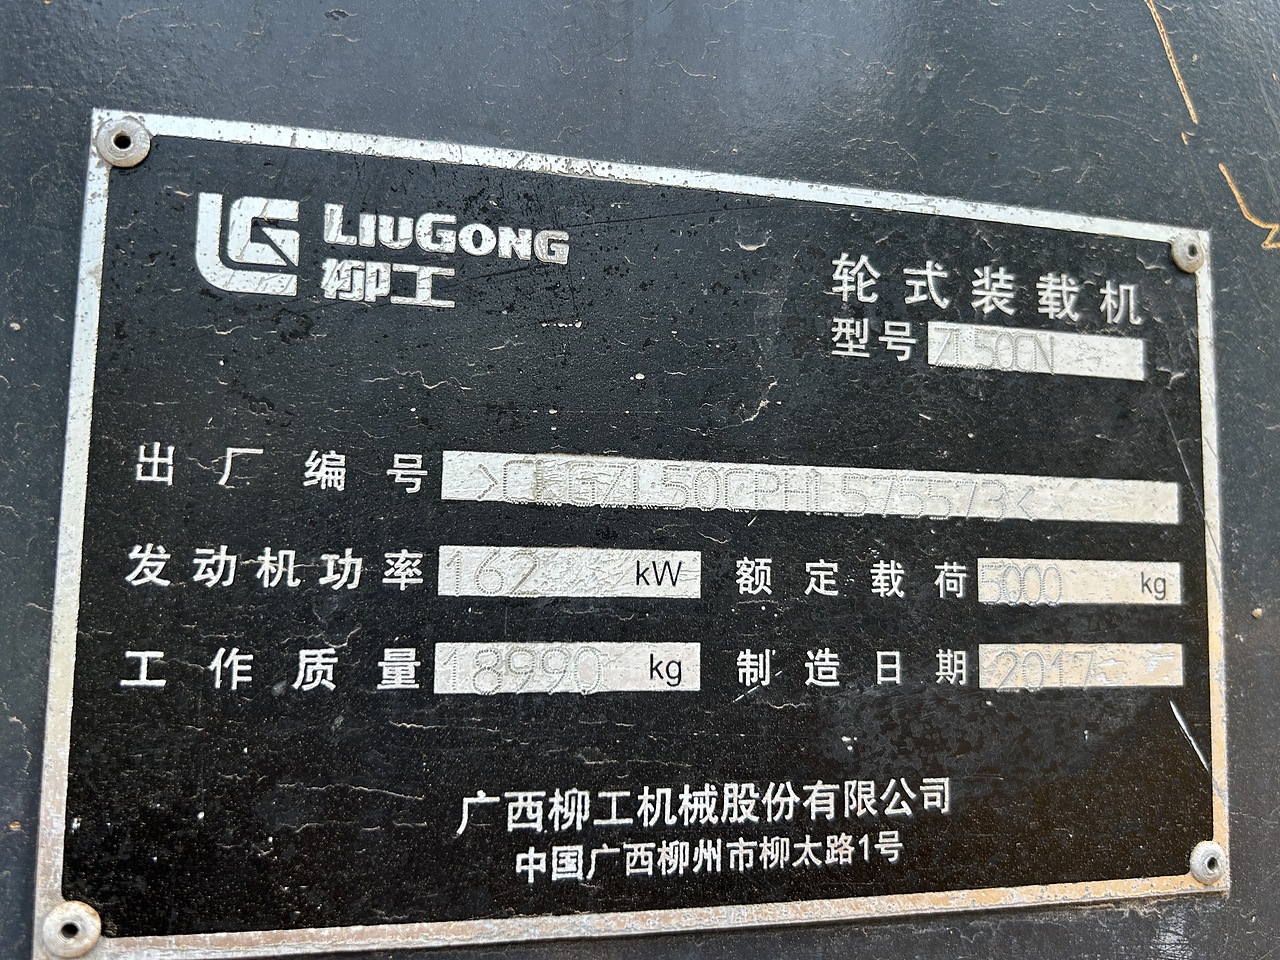 LIUGONG
柳工
轮式装载机
型号 ZL50CN
出厂编号 >CLGZL50CPHL575573<
发动机功率 162 kW 额定载荷 5000 kg
工作质量 18990 kg 制造日期 2017
广西柳工机械股份有限公司
中国广西柳州市柳太路1号